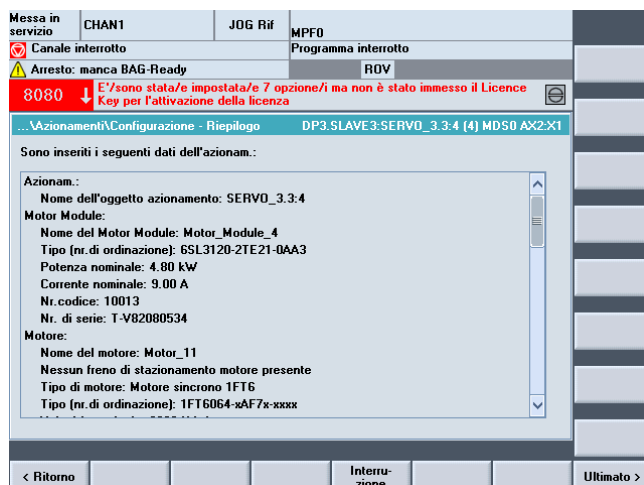 Messa in
servizio
CHAN1
JOG Rif
MPF0
Canale interrotto
Programma interrotto
Arresto: manca BAG-Ready
ROV
8080
E'/sono stata/e impostata/e 7 opzione/i ma non è stato immesso il Licence
Key per l'attivazione della licenza
...\Azionamenti\Configurazione - Riepilogo
DP3.SLAVE3:SERVO_3.3:4 (4) MDS0 AX2:X1
Sono inseriti i seguenti dati dell'azionam.:
Azionam.:
Nome dell'oggetto azionamento: SERVO_3.3:4
Motor Module:
Nome del Motor Module: Motor_Module_4
Tipo (nr.di ordinazione): 6SL3120-2TE21-0AA3
Potenza nominale: 4.80 kW
Corrente nominale: 9.00 A
Nr.codice: 10013
Nr. di serie: T-V82080534
Motore:
Nome del motore: Motor_11
Nessun freno di stazionamento motore presente
Tipo di motore: Motore sincrono 1FT6
Tipo (nr.di ordinazione): 1FT6064-xAF7x-xxxx
< Ritorno
Interru-
zione
Ultimato >